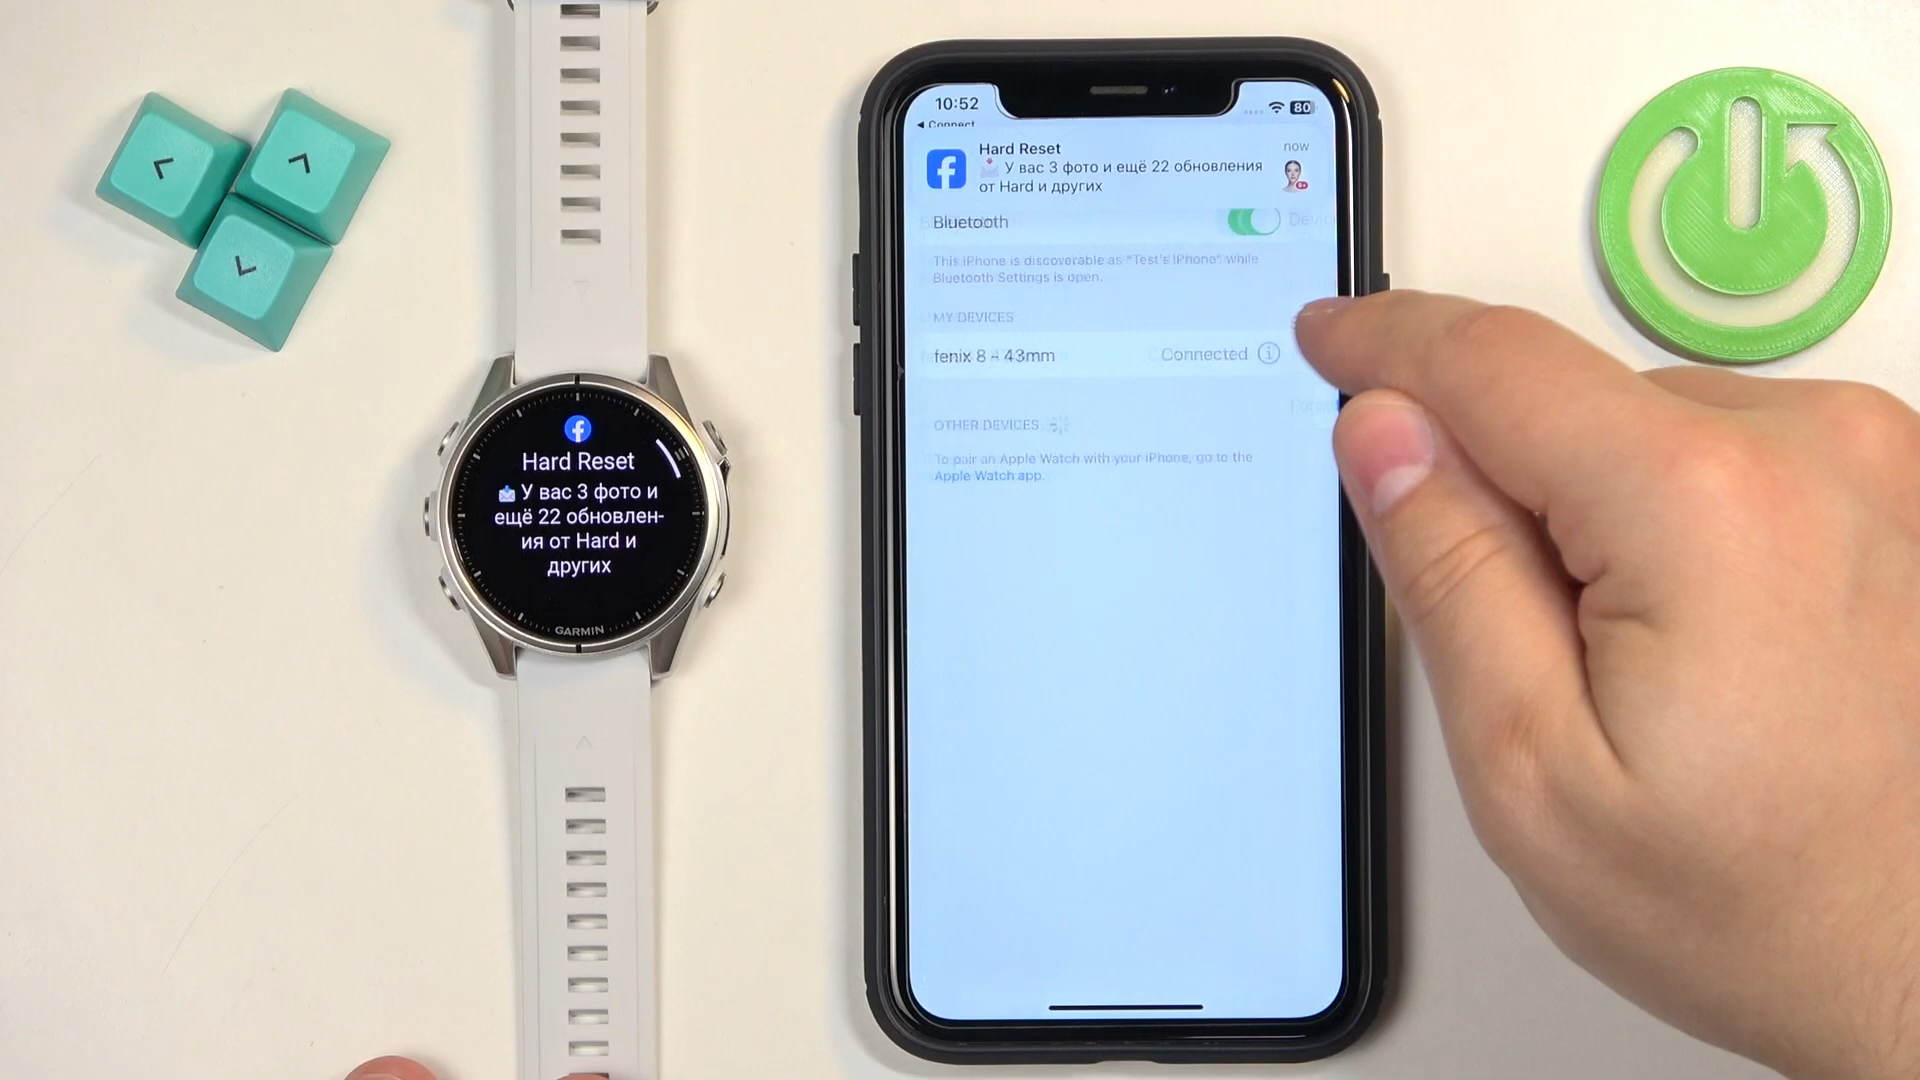 10:52
80
◀ Connect
Hard Reset
now
📩 У вас 3 фото и ещё 22 обновления
от Hard и других
Bluetooth
This iPhone is discoverable as “Test’s iPhone” while
Bluetooth Settings is open.
MY DEVICES
fenix 8 - 43mm
Connected
OTHER DEVICES
To pair an Apple Watch with your iPhone, go to the
Apple Watch app.
Hard Reset
📩 У вас 3 фото и
ещё 22 обновлен-
ия от Hard и
других
GARMIN